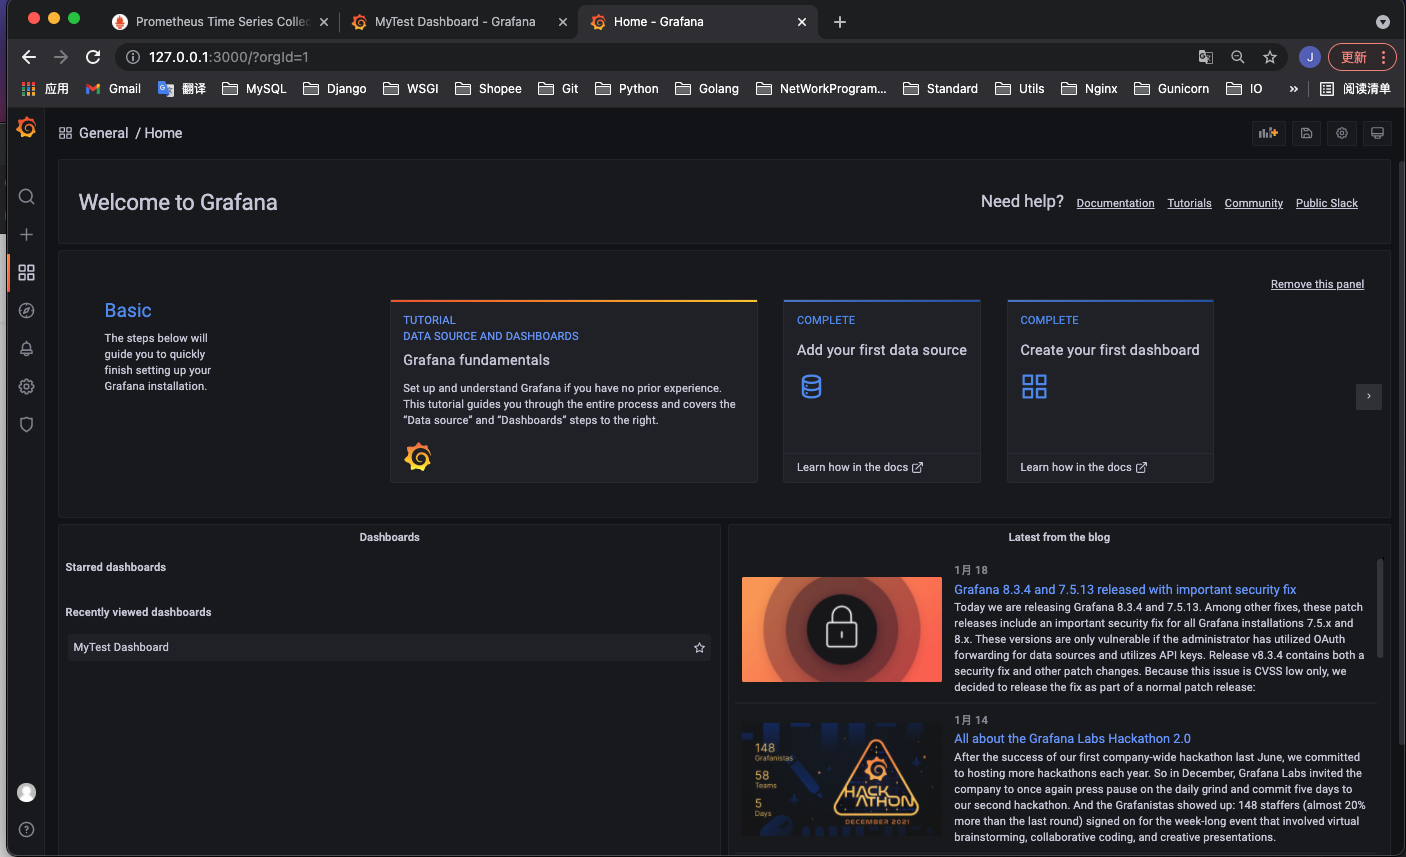 Prometheus Time Series Collec
MyTest Dashboard - Grafana
Home - Grafana
127.0.0.1:3000/?orgId=1
J
更新
应用
Gmail
翻译
MySQL
Django
WSGI
Shopee
Git
Python
Golang
NetWorkProgram...
Standard
Utils
Nginx
Gunicorn
IO
»
阅读清单
General / Home
Welcome to Grafana
Need help?
Documentation
Tutorials
Community
Public Slack
Remove this panel
Basic
The steps below will
guide you to quickly
finish setting up your
Grafana installation.
TUTORIAL
DATA SOURCE AND DASHBOARDS
Grafana fundamentals
Set up and understand Grafana if you have no prior experience.
This tutorial guides you through the entire process and covers the
“Data source” and “Dashboards” steps to the right.
COMPLETE
Add your first data source
Learn how in the docs
COMPLETE
Create your first dashboard
Learn how in the docs
Dashboards
Starred dashboards
Recently viewed dashboards
MyTest Dashboard
Latest from the blog
1月 18
Grafana 8.3.4 and 7.5.13 released with important security fix
Today we are releasing Grafana 8.3.4 and 7.5.13. Among other fixes, these patch
releases include an important security fix for all Grafana installations 7.5.x and
8.x. These versions are only vulnerable if the administrator has utilized OAuth
forwarding for data sources and utilizes API keys. Release v8.3.4 contains both a
security fix and other patch changes. Because this issue is CVSS low only, we
decided to release the fix as part of a normal patch release:
148
Grafanistas
58
Teams
5
Days
HACK
ATHON
DECEMBER 2021
1月 14
All about the Grafana Labs Hackathon 2.0
After the success of our first company-wide hackathon last June, we committed
to hosting more hackathons each year. So in December, Grafana Labs invited the
company to once again press pause on the daily grind and commit five days to
our second hackathon. And the Grafanistas showed up: 148 staffers (almost 20%
more than the last round) signed on for the week-long event that involved virtual
brainstorming, collaborative coding, and creative presentations.